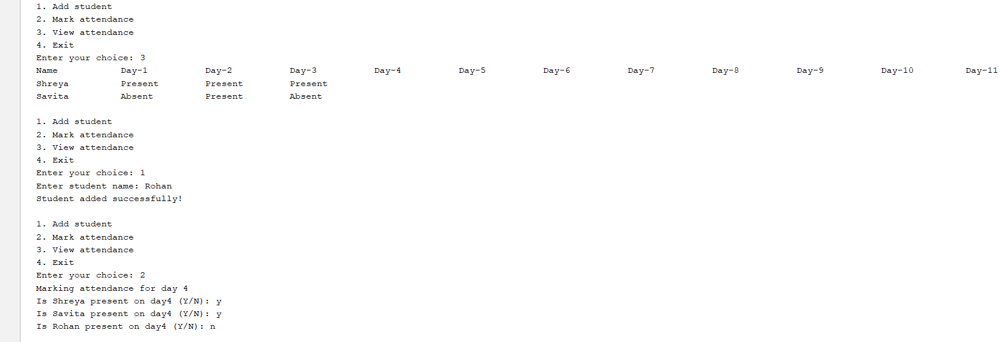 1. Add student
2. Mark attendance
3. View attendance
4. Exit
Enter your choice: 3
Name Day-1 Day-2 Day-3 Day-4 Day-5 Day-6 Day-7 Day-8 Day-9 Day-10 Day-11
Shreya Present Present Present
Savita Absent Present Absent
1. Add student
2. Mark attendance
3. View attendance
4. Exit
Enter your choice: 1
Enter student name: Rohan
Student added successfully!
1. Add student
2. Mark attendance
3. View attendance
4. Exit
Enter your choice: 2
Marking attendance for day 4
Is Shreya present on day4 (Y/N): y
Is Savita present on day4 (Y/N): y
Is Rohan present on day4 (Y/N): n